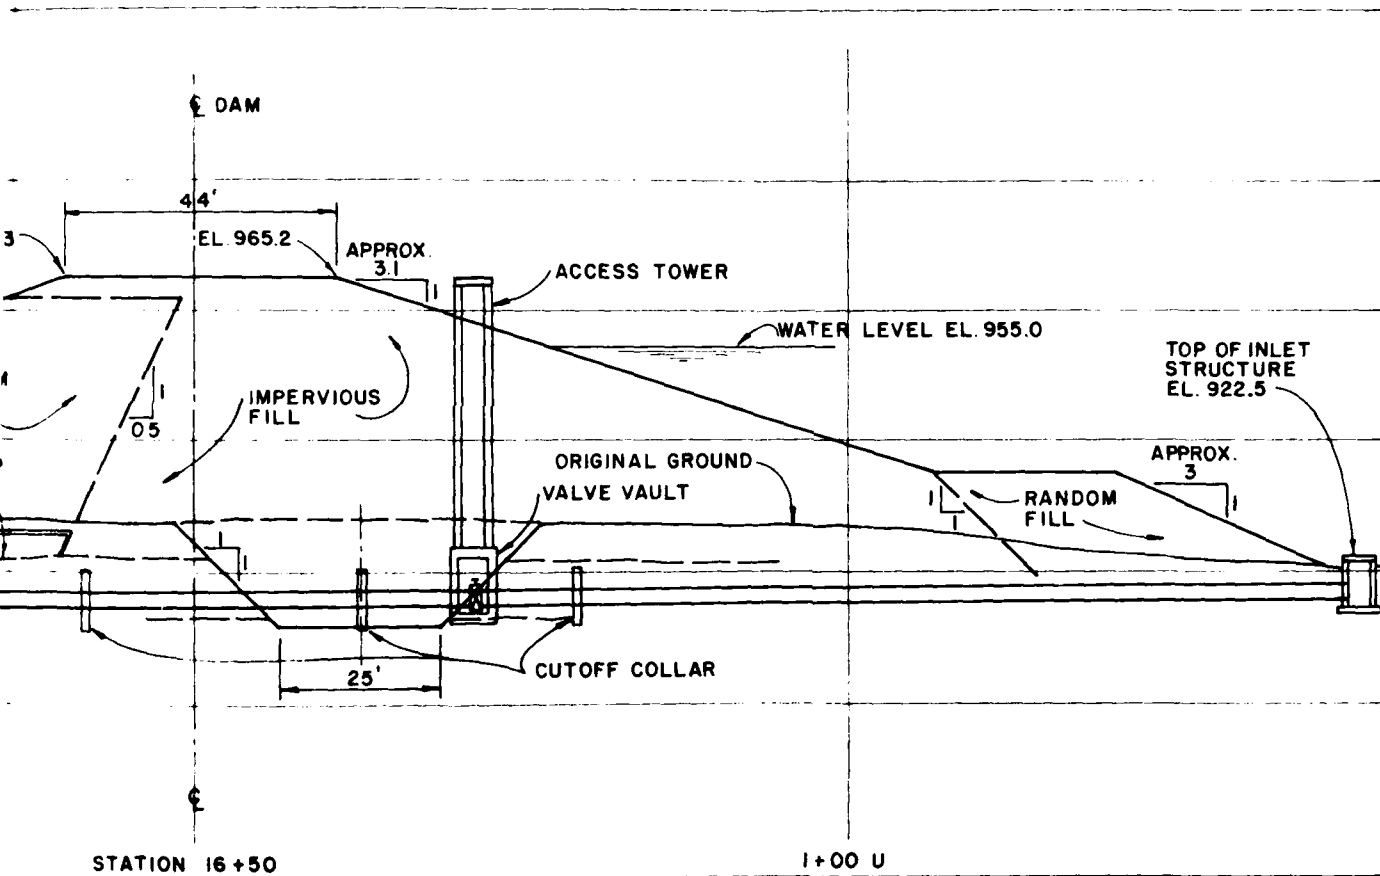 ℄ DAM
44'
3
EL. 965.2
APPROX.
3.1
1
ACCESS TOWER
WATER LEVEL EL. 955.0
TOP OF INLET
STRUCTURE
EL. 922.5
1
05
IMPERVIOUS
FILL
ORIGINAL GROUND
VALVE VAULT
APPROX.
3
1
1
1
RANDOM
FILL
1
1
25'
CUTOFF COLLAR
℄
STATION 16+50
1+00 U